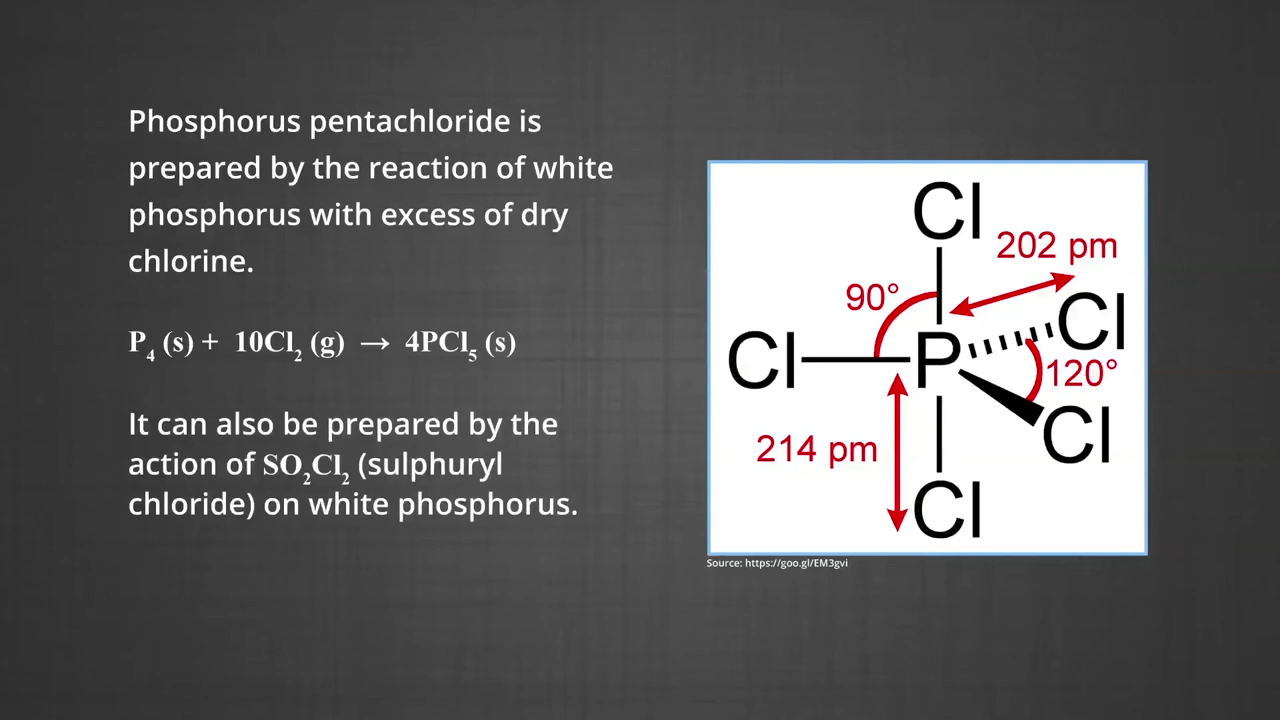 Phosphorus pentachloride is
prepared by the reaction of white
phosphorus with excess of dry
chlorine.
P₄ (s) + 10Cl₂ (g) → 4PCl₅ (s)
It can also be prepared by the
action of SO₂Cl₂ (sulphuryl
chloride) on white phosphorus.
Cl
202 pm
90°
Cl
Cl
P
120°
Cl
214 pm
Cl
Source: https://goo.gl/EM3gvi